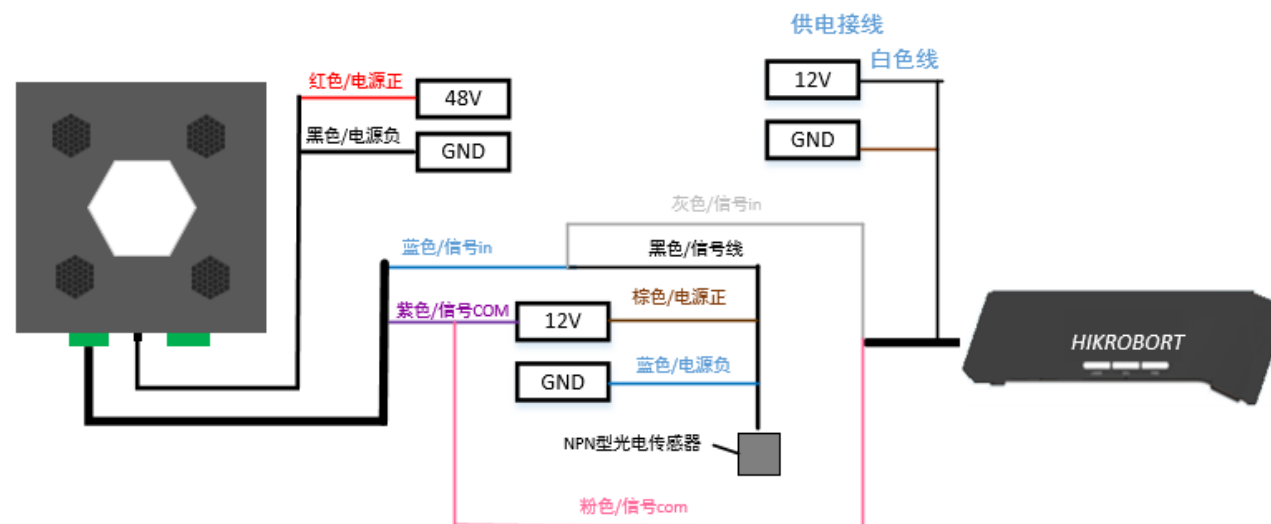 供电接线
白色线
红色/电源正
48V
12V
黑色/电源负
GND
GND
灰色/信号in
蓝色/信号in
黑色/信号线
紫色/信号COM
12V
棕色/电源正
GND
蓝色/电源负
HIKROBORT
NPN型光电传感器
粉色/信号com